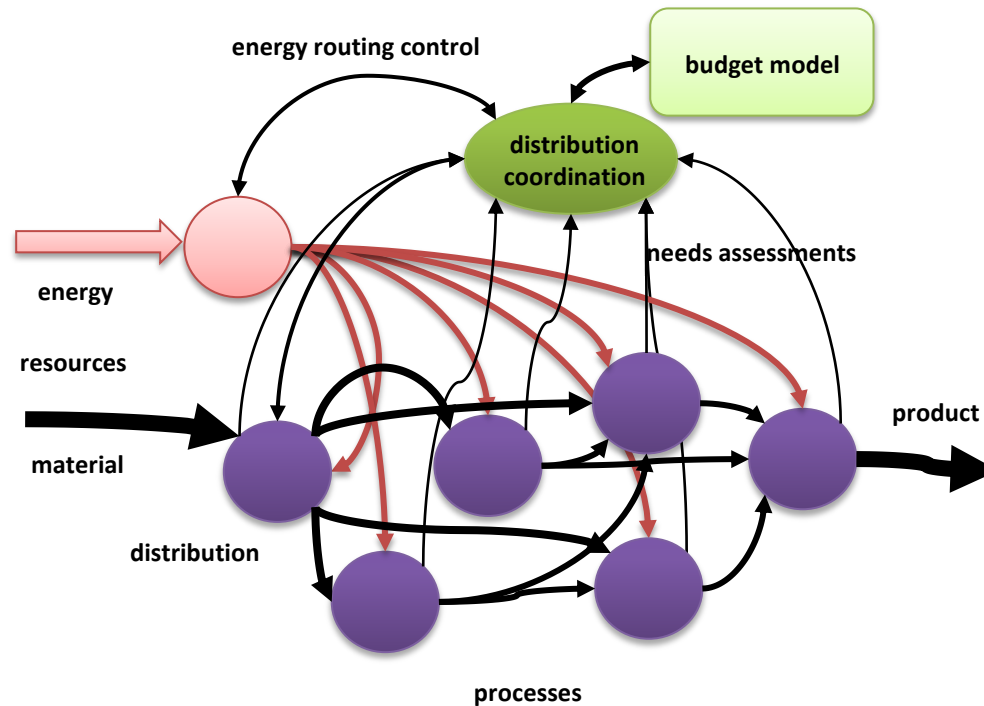 energy routing control
budget model
distribution
coordination
needs assessments
energy
resources
product
material
distribution
processes